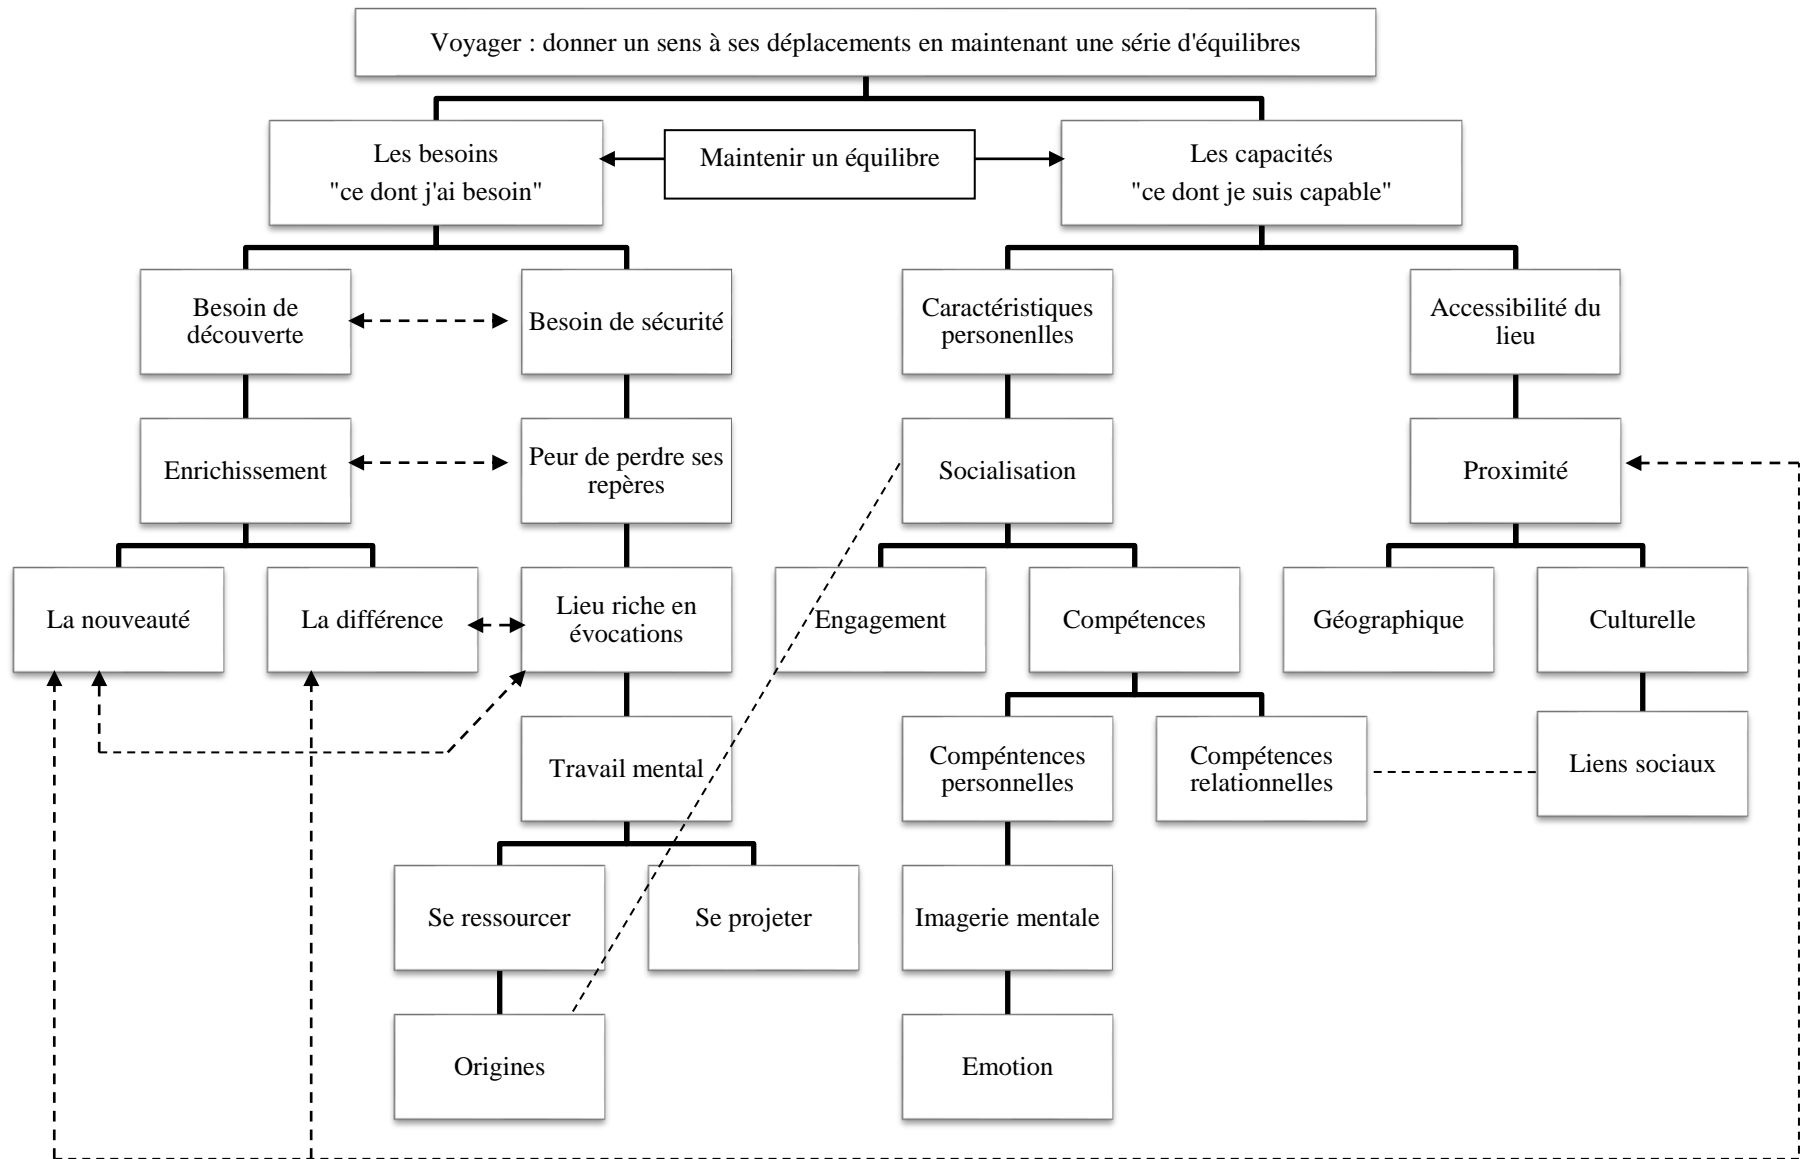 Voyager : donner un sens à ses déplacements en maintenant une série d'équilibres
Les besoins
"ce dont j'ai besoin"
Maintenir un équilibre
Les capacités
"ce dont je suis capable"
Besoin de
découverte
Besoin de sécurité
Caractéristiques
personenlles
Accessibilité du
lieu
Enrichissement
Peur de perdre ses
repères
Socialisation
Proximité
La nouveauté
La différence
Lieu riche en
évocations
Engagement
Compétences
Géographique
Culturelle
Travail mental
Compéntences
personnelles
Compétences
relationnelles
Liens sociaux
Se ressourcer
Se projeter
Imagerie mentale
Origines
Emotion